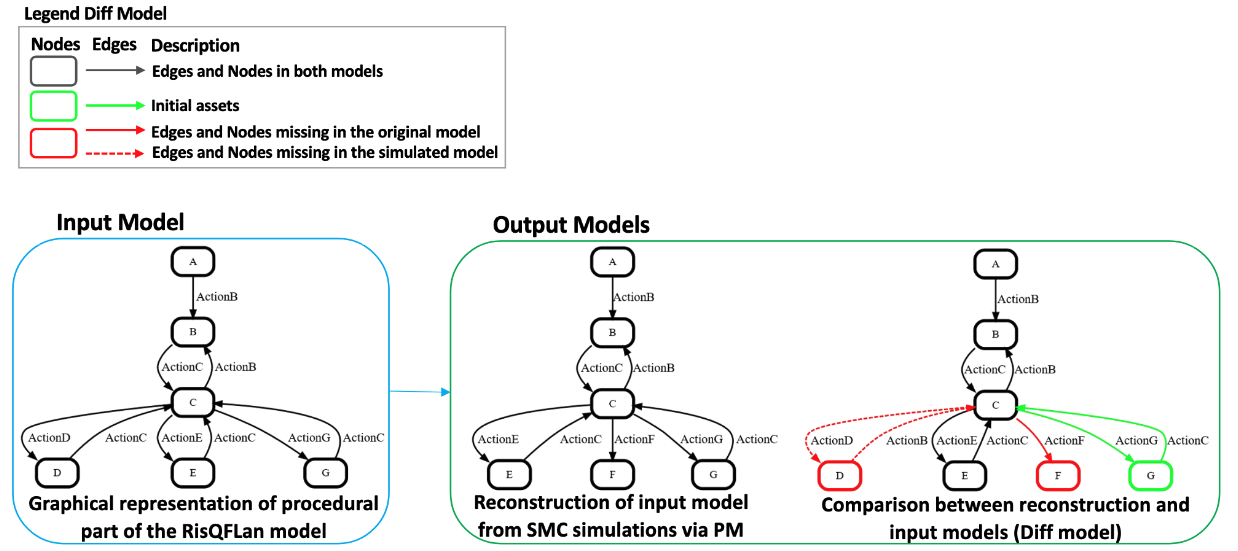 Legend Diff Model
Nodes Edges Description
Edges and Nodes in both models
Initial assets
Edges and Nodes missing in the original model
Edges and Nodes missing in the simulated model
Input Model
A
ActionB
B
ActionC ActionB
C
ActionD ActionC ActionE ActionC ActionG ActionC
D E G
Graphical representation of procedural
part of the RisQFLan model
Output Models
A
ActionB
B
ActionC ActionB
C
ActionE ActionC ActionF ActionG ActionC
E F G
Reconstruction of input model
from SMC simulations via PM
A
ActionB
B
ActionC ActionB
C
ActionD ActionB ActionE ActionC ActionF ActionG ActionC
D E F G
Comparison between reconstruction and
input models (Diff model)